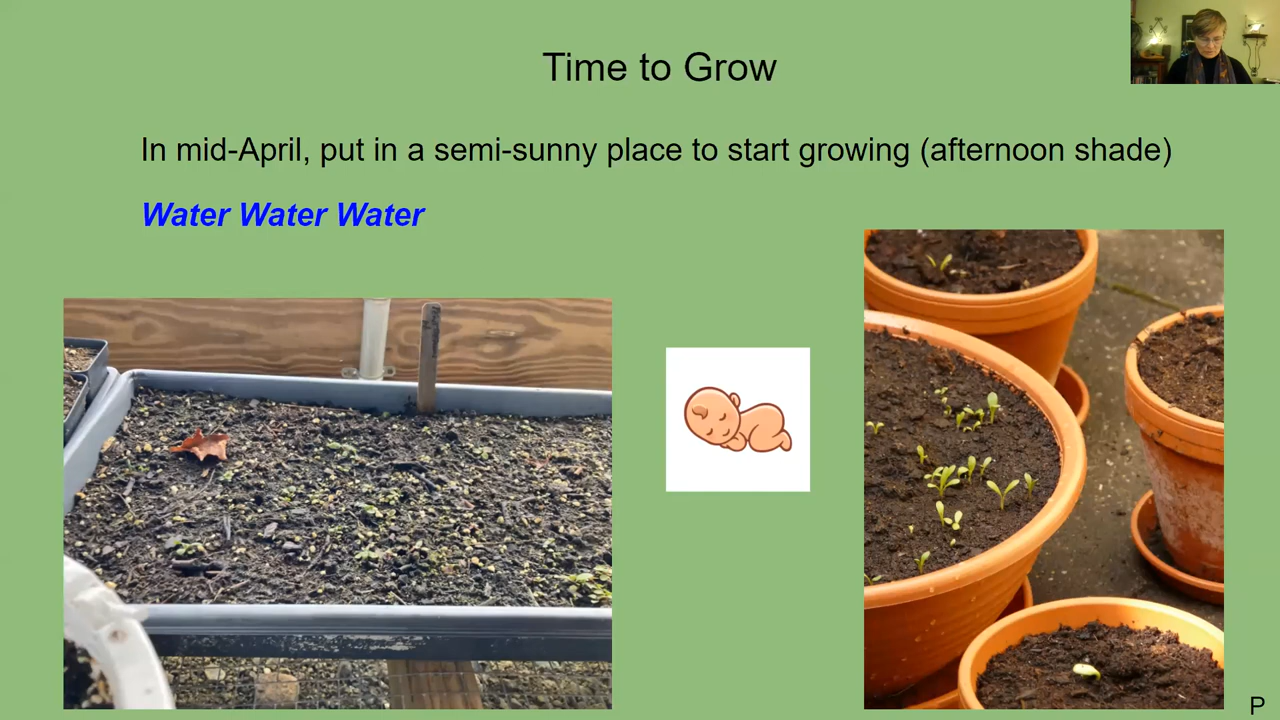 Time to Grow
In mid-April, put in a semi-sunny place to start growing (afternoon shade)
Water Water Water
P